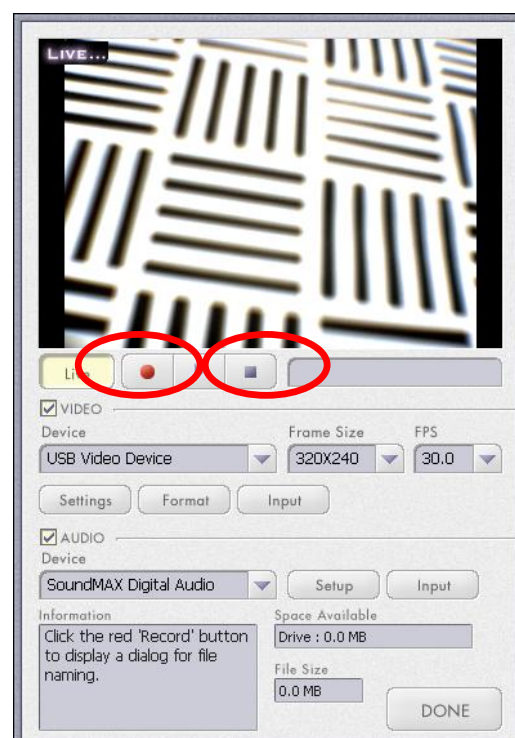 LIVE...
Live
VIDEO
Device Frame Size FPS
USB Video Device 320X240 30.0
Settings Format Input
AUDIO
Device
SoundMAX Digital Audio Setup Input
Information Space Available
Click the red 'Record' button Drive : 0.0 MB
to display a dialog for file
naming. File Size
0.0 MB
DONE